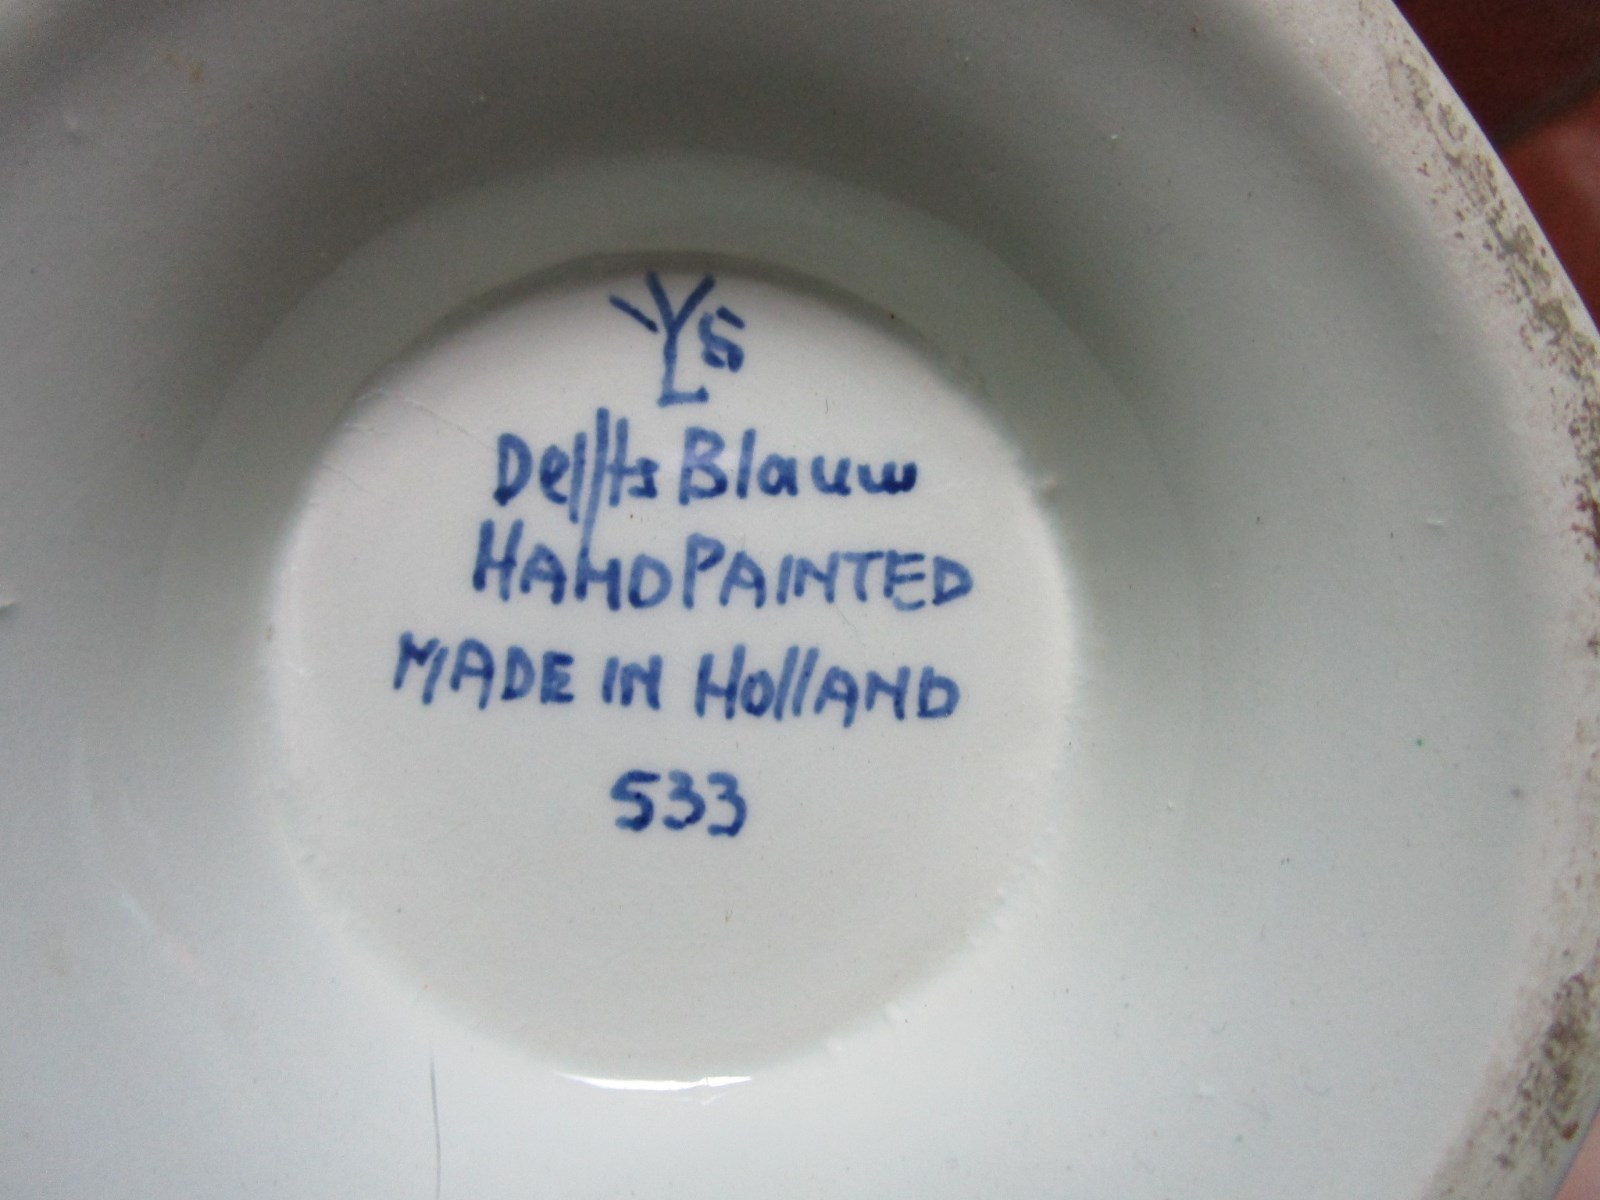 Delfts Blauw
HANDPAINTED
MADE IN HollAND
533